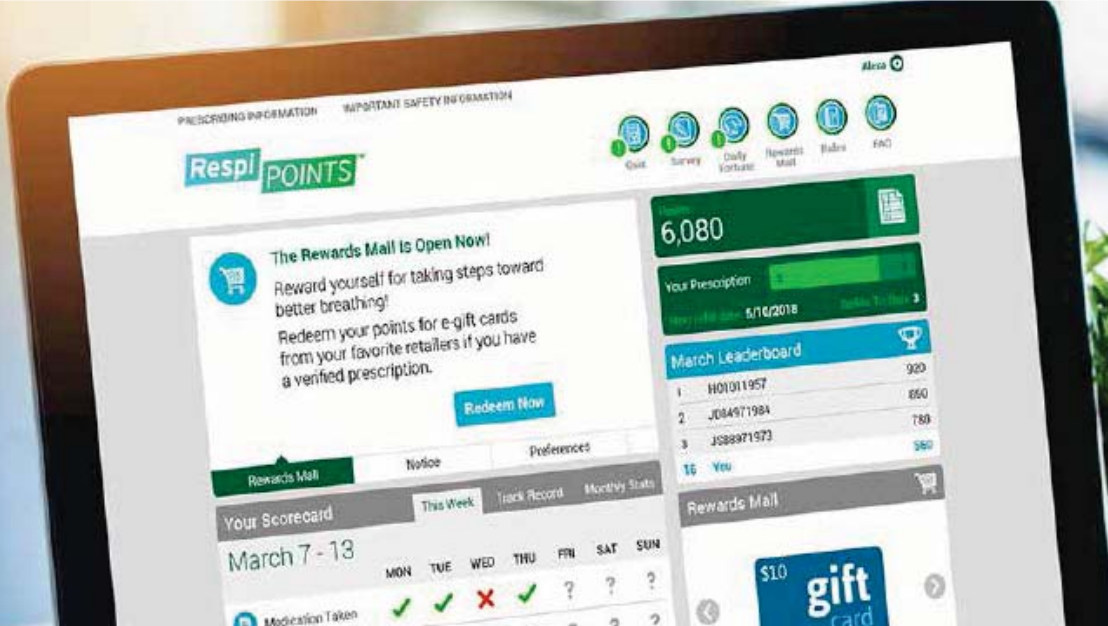 Alexa
PRESCRIBING INFORMATION IMPORTANT SAFETY INFORMATION
Quiz Survey Daily Fortune Rewards Mall Rules FAQ
Respi POINTS™
The Rewards Mall Is Open Now!
Reward yourself for taking steps toward
better breathing!
Redeem your points for e-gift cards
from your favorite retailers if you have
a verified prescription.
Redeem Now
Rewards Mall Notice Preferences
Your Scorecard This Week Track Record Monthly Stats
March 7 - 13
MON TUE WED THU FRI SAT SUN
Medication Taken ? ? ?
Points
6,080
Your Prescription
5/16/2018 3
March Leaderboard
1 HO1011957 920
2 JD84971984
3 JS88971973 780
16 You 560
Rewards Mall
$10 gift
card